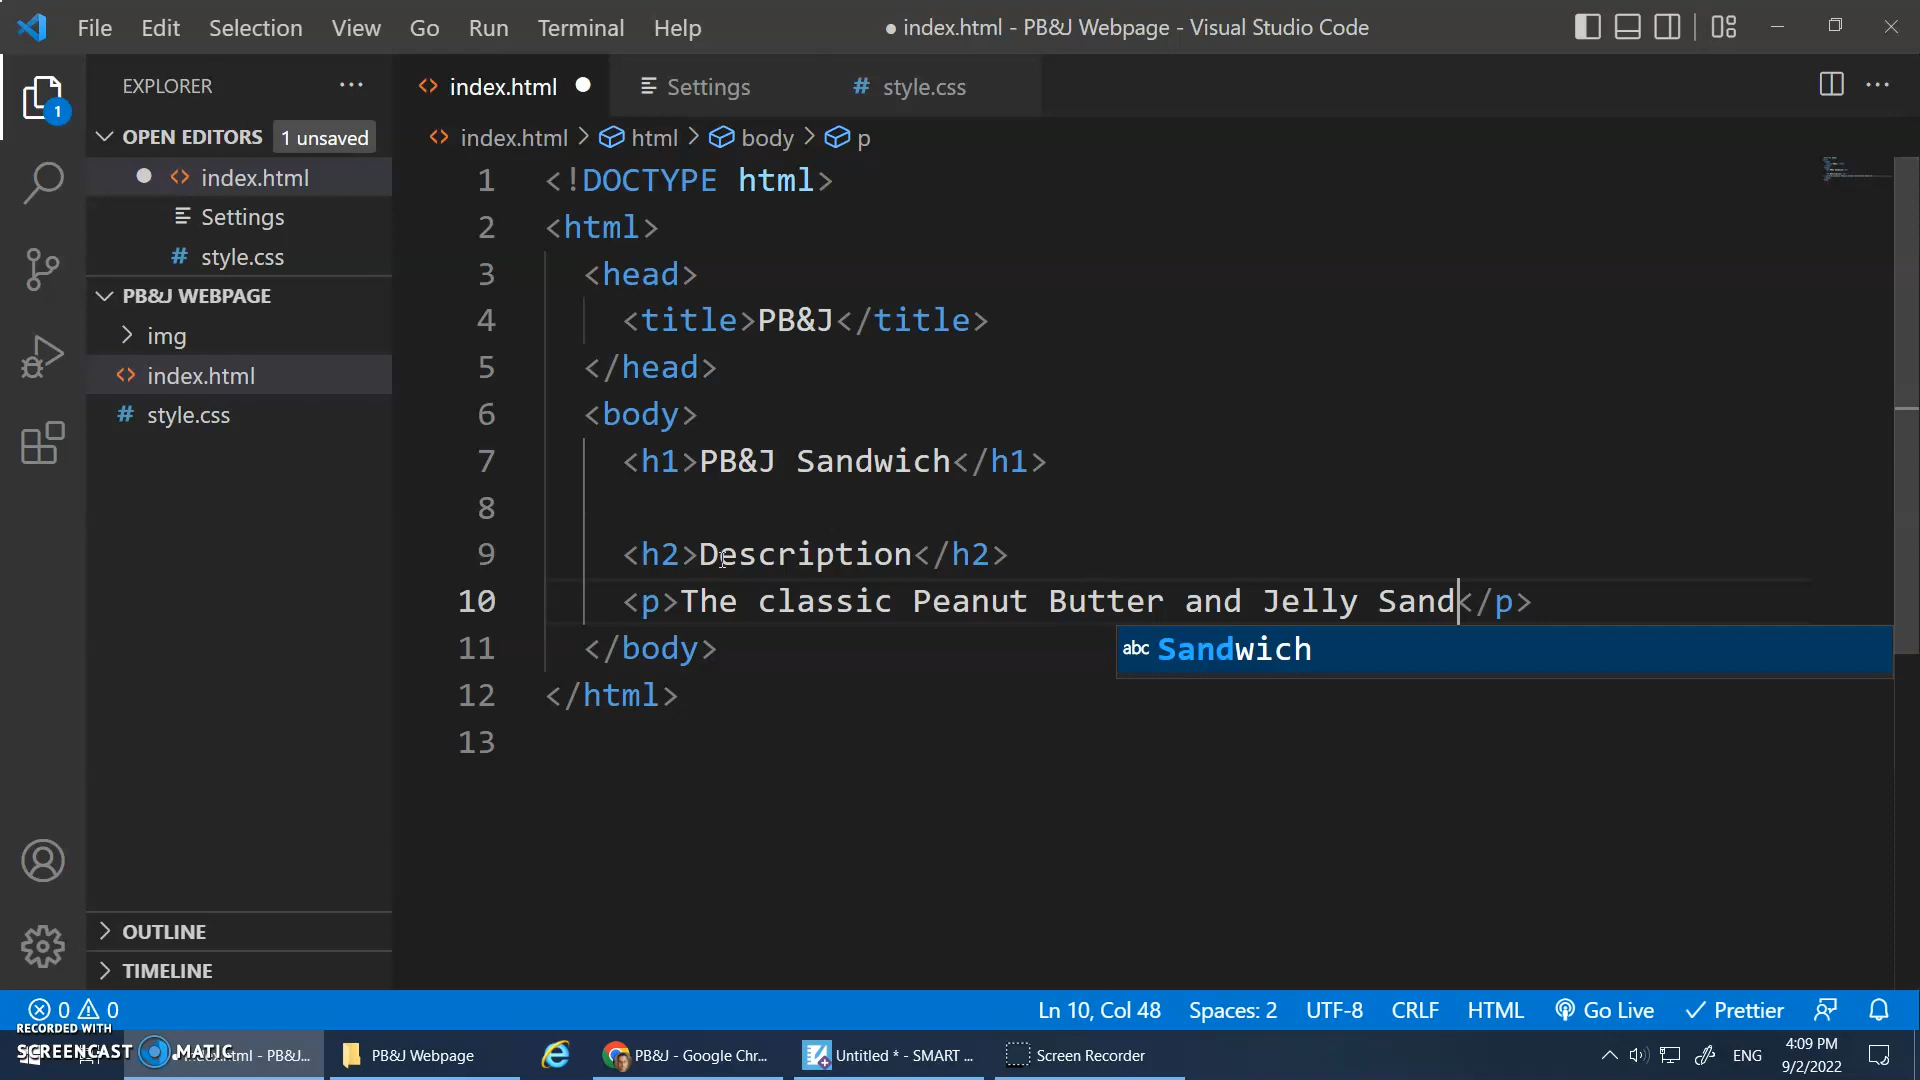 File Edit Selection View Go Run Terminal Help ● index.html - PB&J Webpage - Visual Studio Code
EXPLORER ...
index.html ● Settings # style.css
1
OPEN EDITORS 1 unsaved
index.html > html > body > p
index.html
Settings
# style.css
PB&J WEBPAGE
img
index.html
# style.css
1 <!DOCTYPE html>
2 <html>
3 <head>
4 <title>PB&J</title>
5 </head>
6 <body>
7 <h1>PB&J Sandwich</h1>
8
9 <h2>Description</h2>
10 <p>The classic Peanut Butter and Jelly Sand</p>
abc Sandwich
11 </body>
12 </html>
13
OUTLINE
TIMELINE
0 0 Ln 10, Col 48 Spaces: 2 UTF-8 CRLF HTML Go Live Prettier
RECORDED WITH
SCREENCAST MATIC
.html - PB&J... PB&J Webpage PB&J - Google Chr... Untitled * - SMART ... Screen Recorder ENG 4:09 PM
9/2/2022